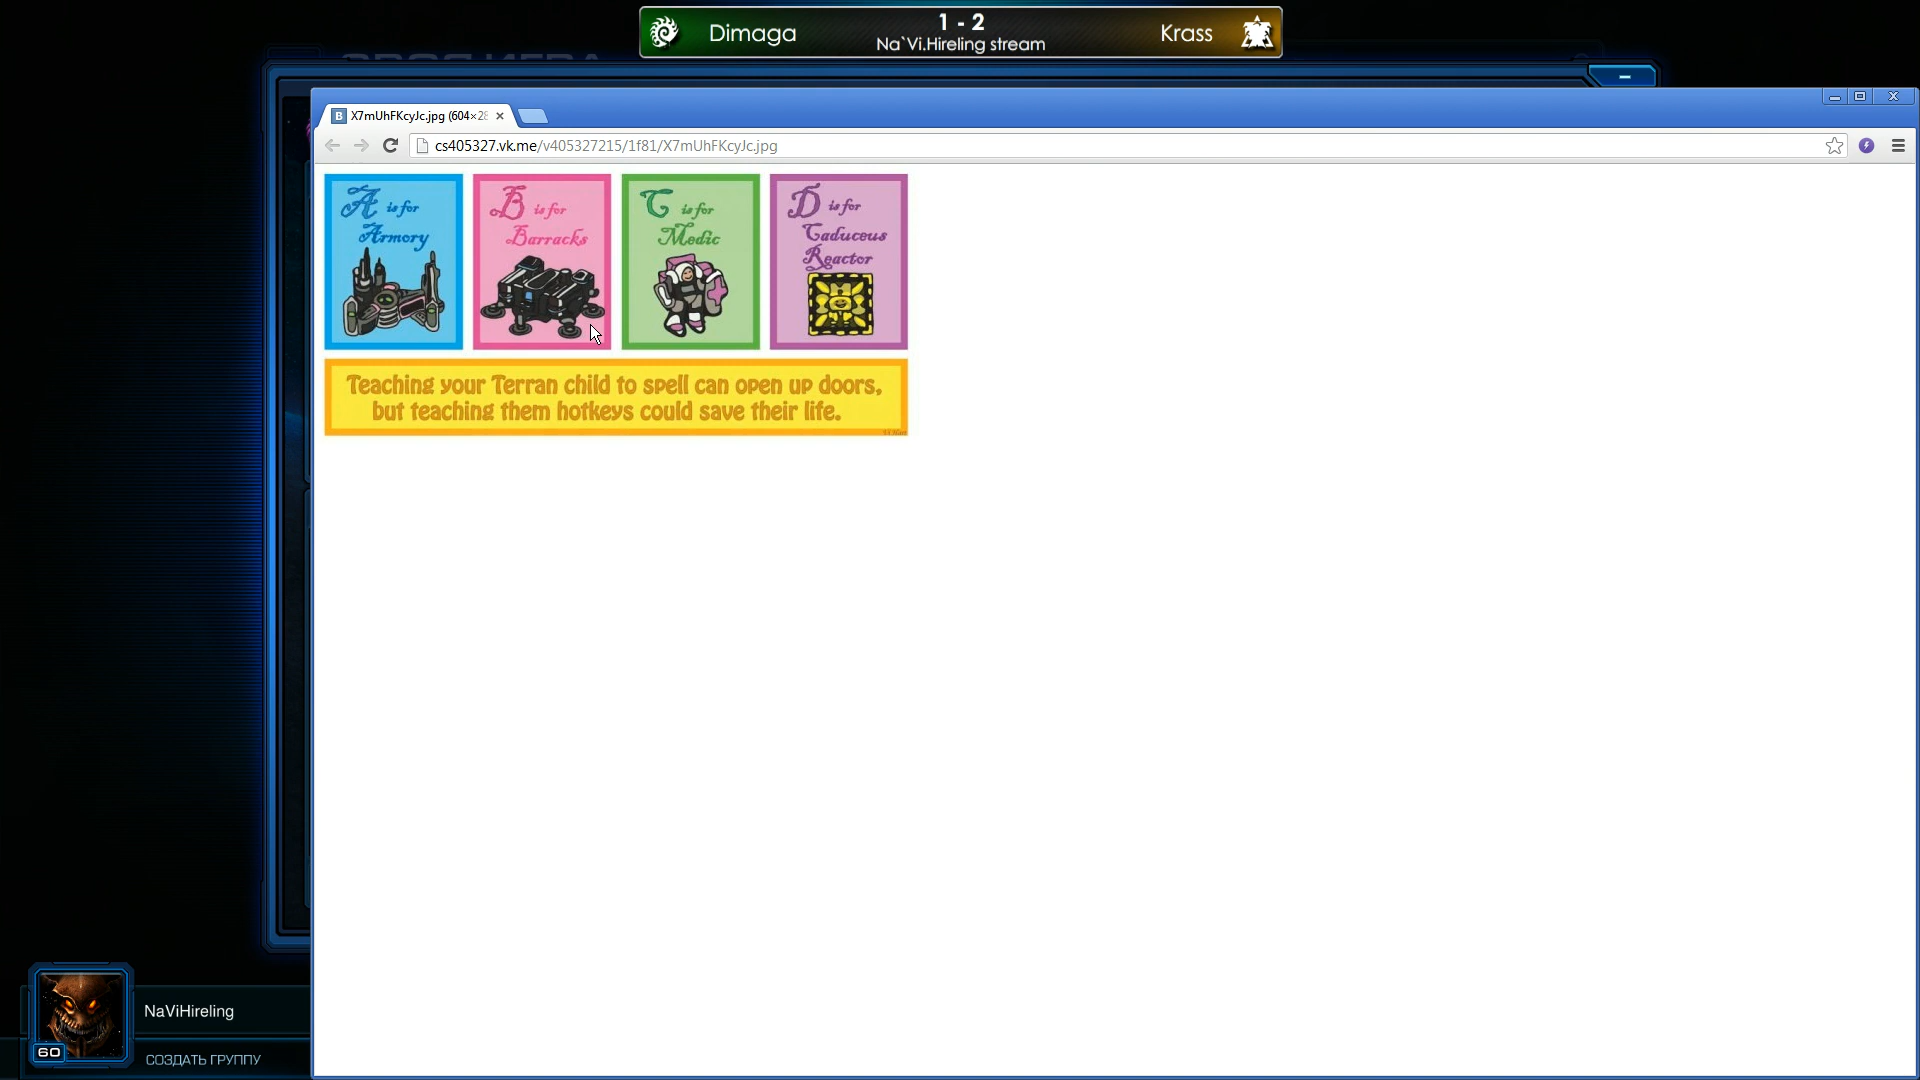 Dimaga
1 - 2
Na`Vi.Hireling stream
Krass
X7mUhFKcyJc.jpg (604×28
cs405327.vk.me/v405327215/1f81/X7mUhFKcyJc.jpg
A is for
Armory
B is for
Barracks
C is for
Medic
D is for
Caduceus
Reactor
Teaching your Terran child to spell can open up doors,
but teaching them hotkeys could save their life.
NaViHireling
60
СОЗДАТЬ ГРУППУ